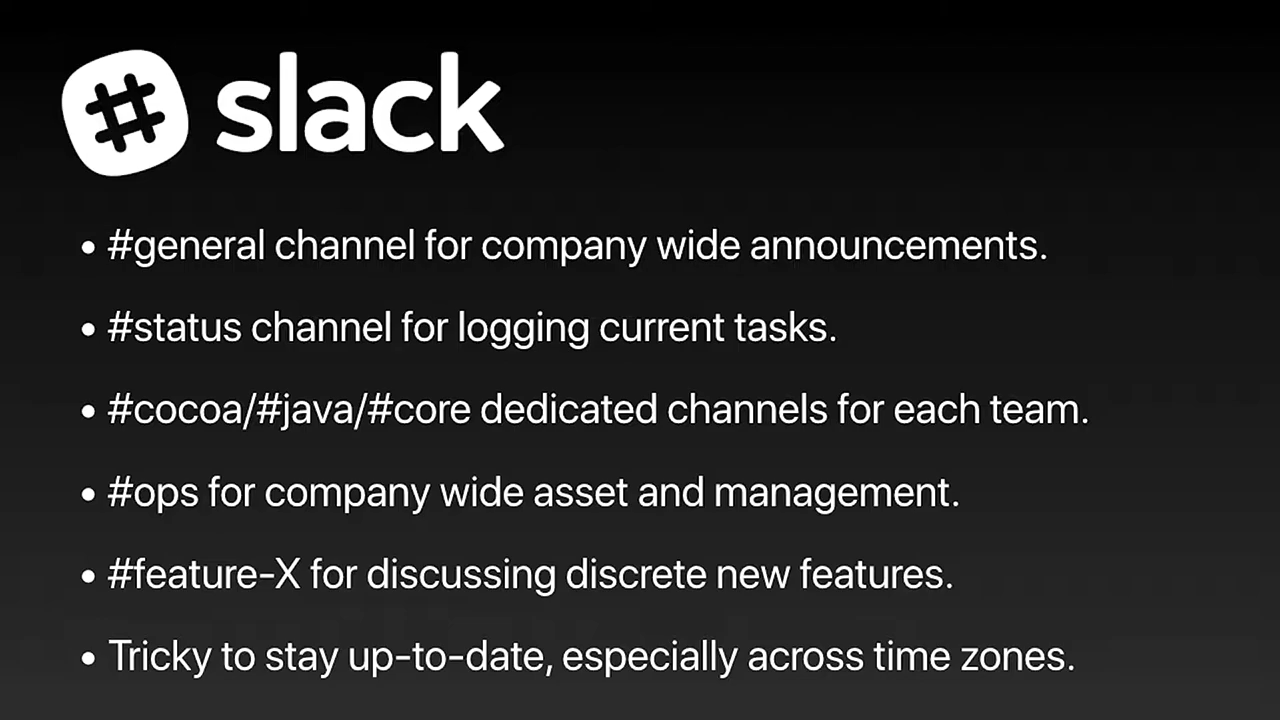 slack
• #general channel for company wide announcements.
• #status channel for logging current tasks.
• #cocoa/#java/#core dedicated channels for each team.
• #ops for company wide asset and management.
• #feature-X for discussing discrete new features.
• Tricky to stay up-to-date, especially across time zones.